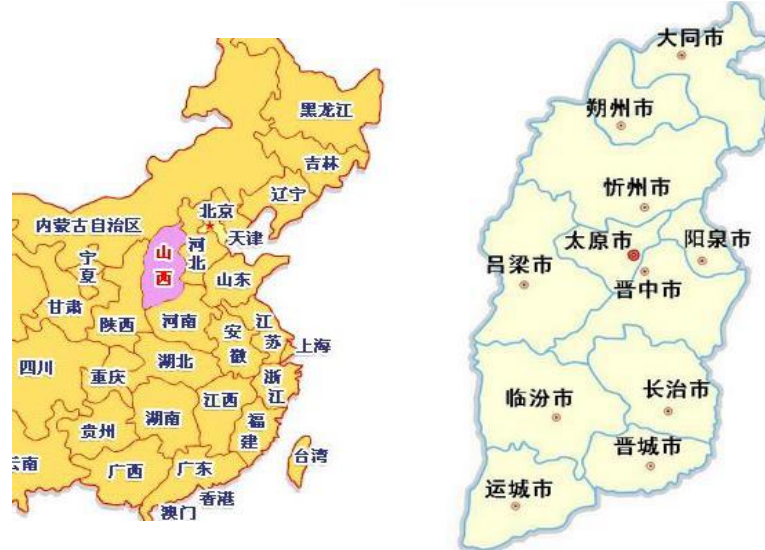 黑龙江
吉林
辽宁
北京
内蒙古自治区
天津
河北
山西
宁夏
山东
甘肃
陕西
河南
江苏
安徽
上海
四川
湖北
重庆
浙江
江西
湖南
贵州
福建
云南
广西
广东
台湾
香港
澳门
大同市
朔州市
忻州市
太原市
阳泉市
吕梁市
晋中市
临汾市
长治市
晋城市
运城市